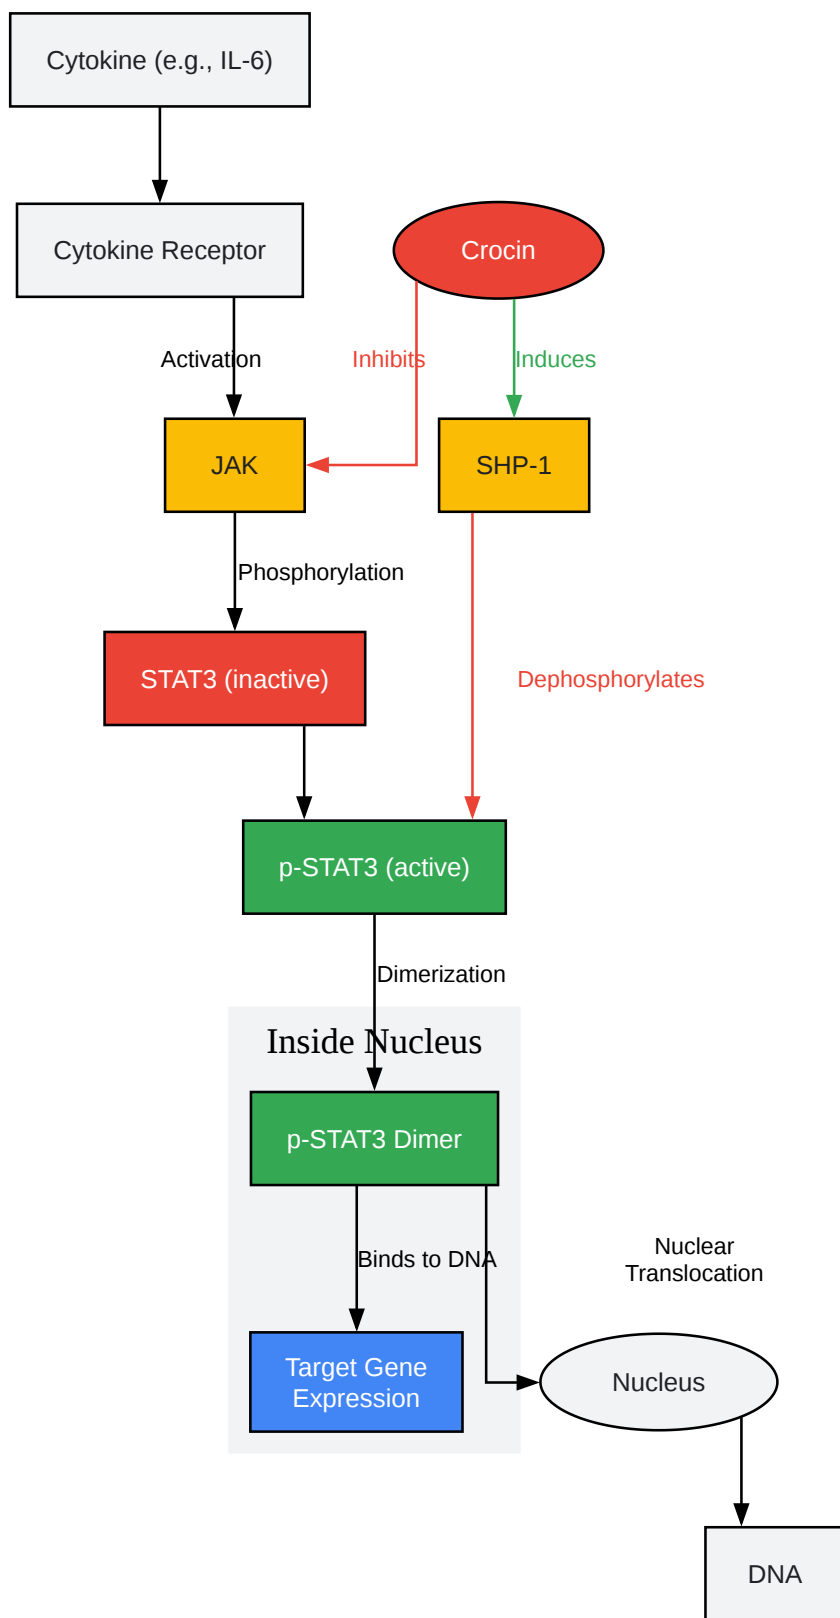 Cytokine (e.g., IL-6)
Cytokine Receptor
Crocin
Activation
Inhibits
Induces
JAK
SHP-1
Phosphorylation
STAT3 (inactive)
Dephosphorylates
p-STAT3 (active)
Dimerization
Inside Nucleus
p-STAT3 Dimer
Binds to DNA
Nuclear
Translocation
Target Gene
Expression
Nucleus
DNA